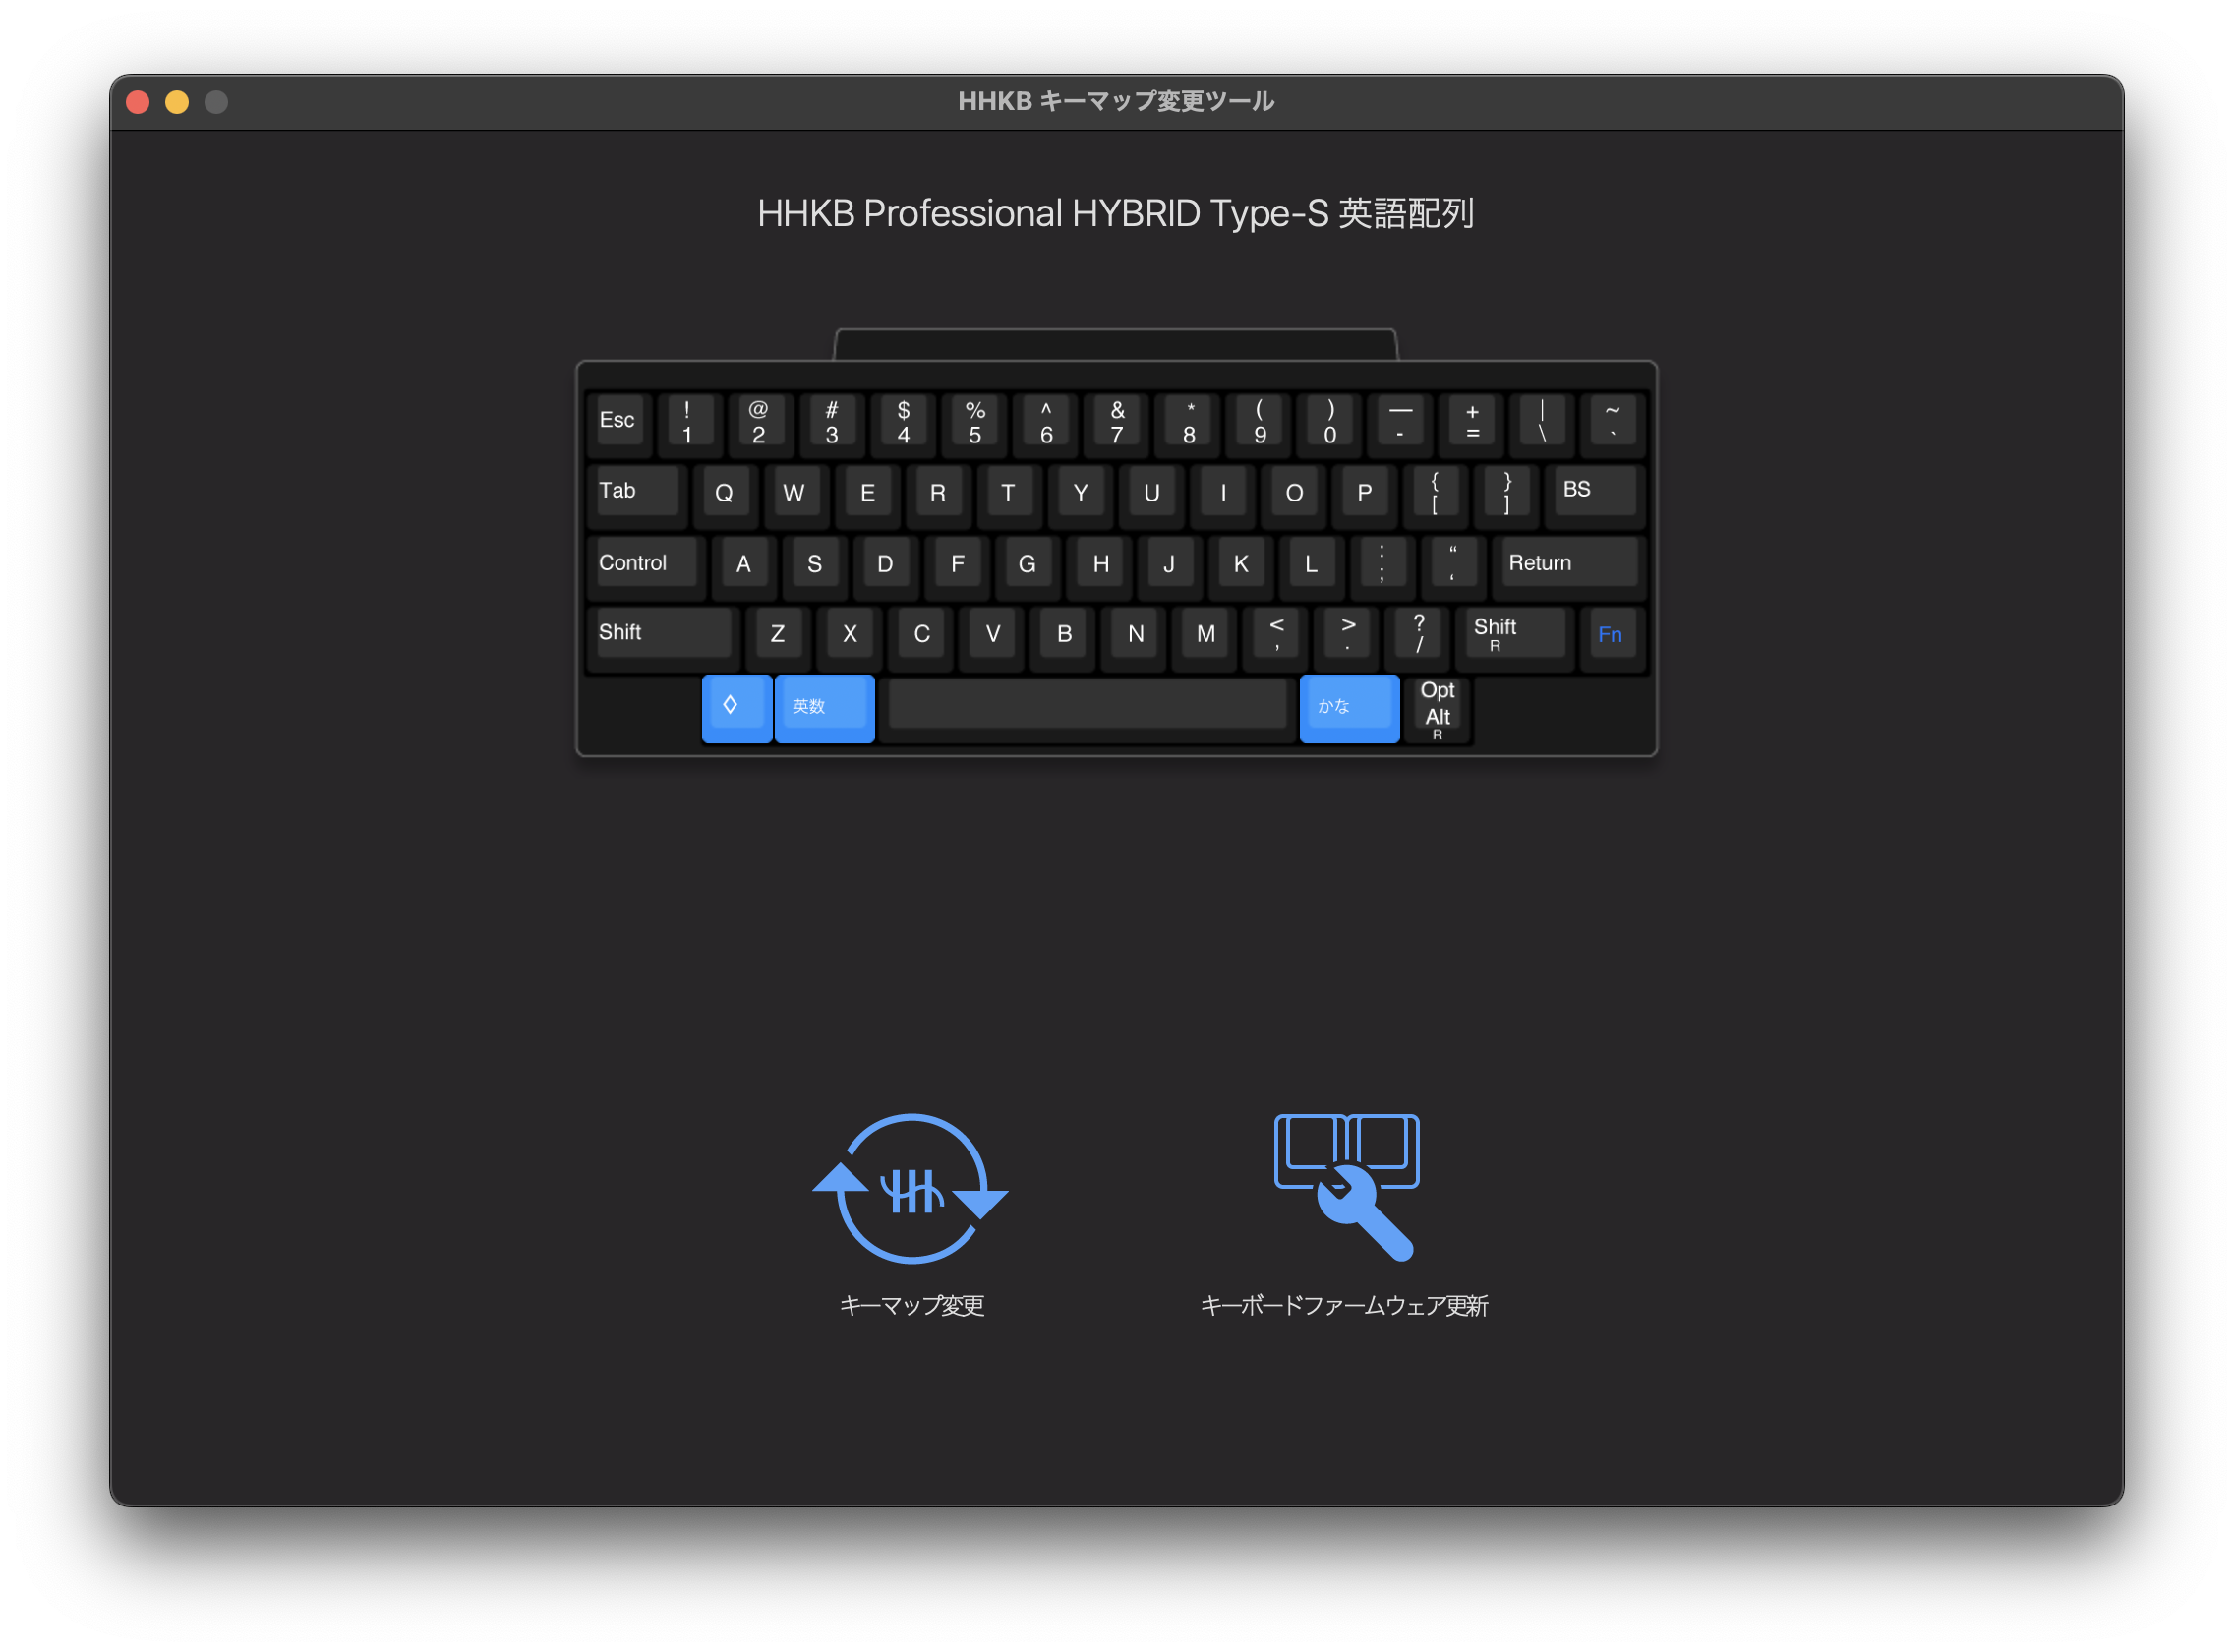 HHKB キーマップ変更ツール
HHKB Professional HYBRID Type-S 英語配列
Esc ! 1 @ 2 # 3 $ 4 % 5 ^ 6 & 7 * 8 ( 9 ) 0 — - + = | \ ~ `
Tab Q W E R T Y U I O P { [ } ] BS
Control A S D F G H J K L : ; “ ‘ Return
Shift Z X C V B N M < , > . ? / Shift R Fn
◇ 英数 かな Opt Alt R
キーマップ変更 キーボードファームウェア更新